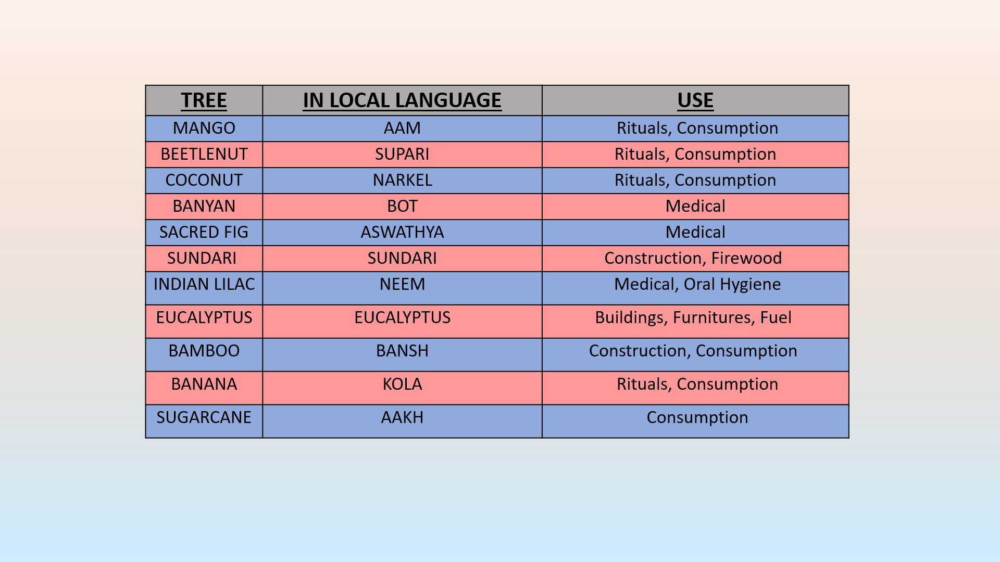 TREE IN LOCAL LANGUAGE USE
MANGO AAM Rituals, Consumption
BEETLENUT SUPARI Rituals, Consumption
COCONUT NARKEL Rituals, Consumption
BANYAN BOT Medical
SACRED FIG ASWATHYA Medical
SUNDARI SUNDARI Construction, Firewood
INDIAN LILAC NEEM Medical, Oral Hygiene
EUCALYPTUS EUCALYPTUS Buildings, Furnitures, Fuel
BAMBOO BANSH Construction, Consumption
BANANA KOLA Rituals, Consumption
SUGARCANE AAKH Consumption